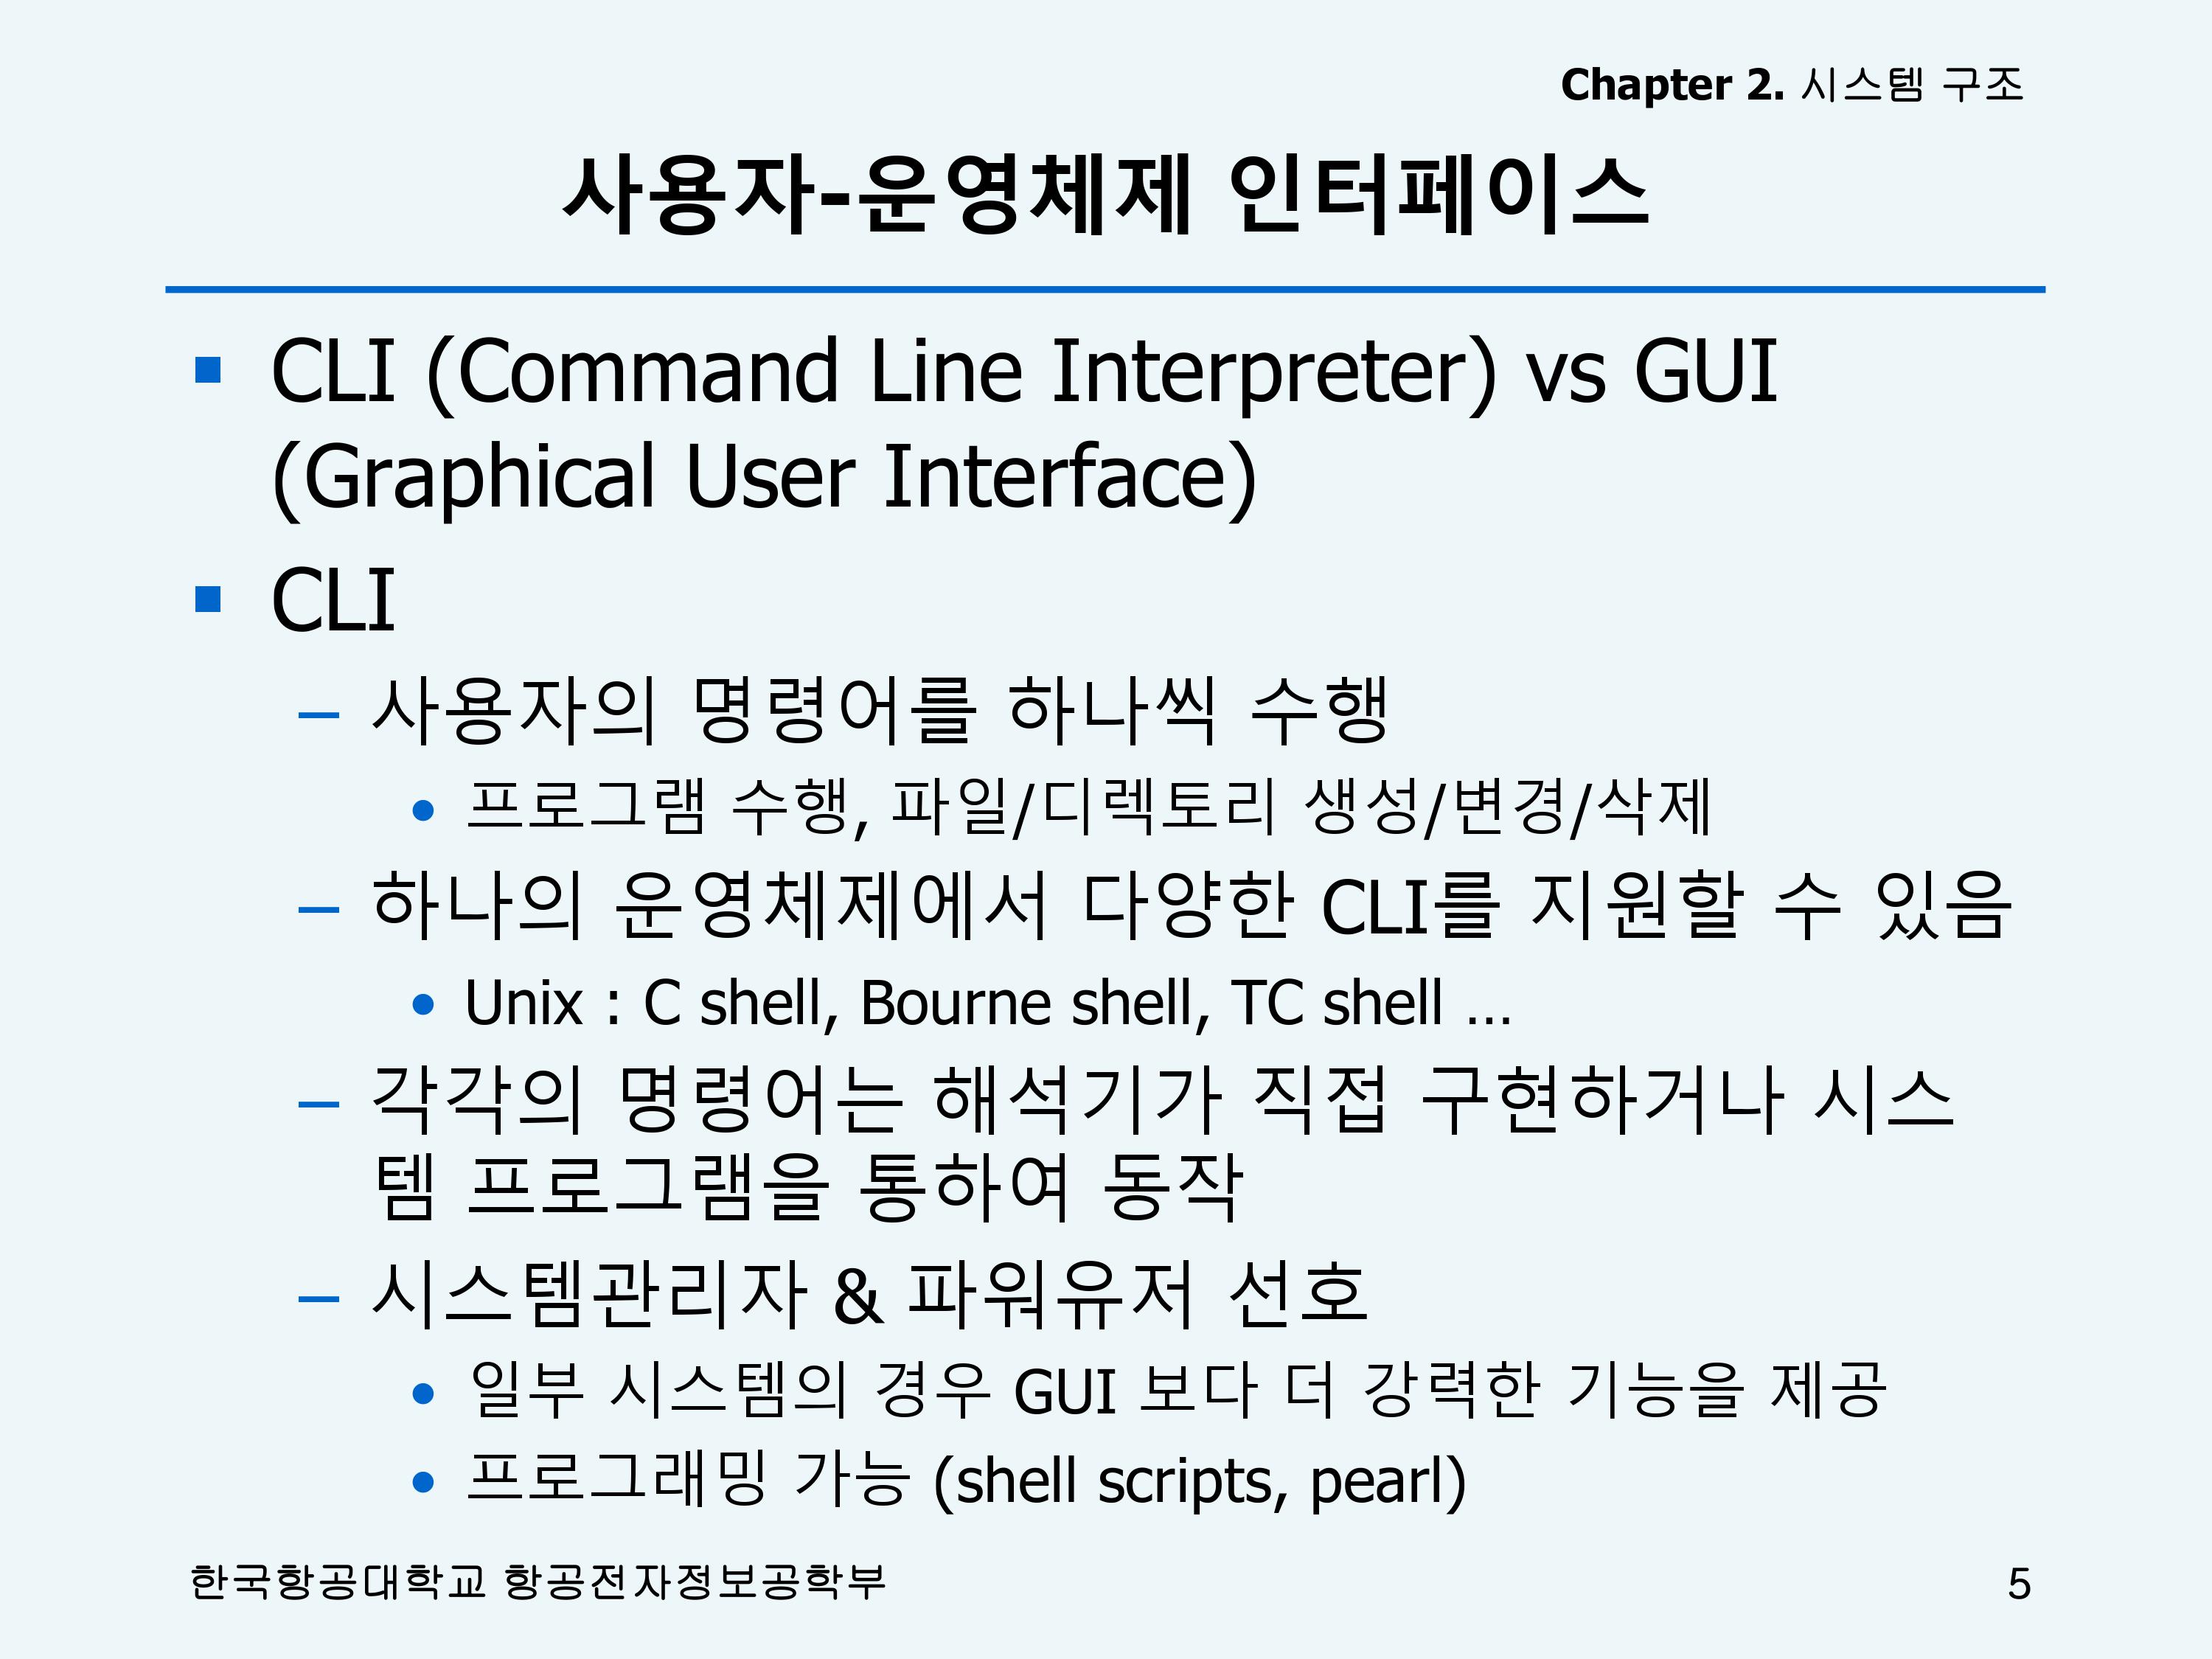 Chapter 2. 시스템 구조
사용자-운영체제 인터페이스
▪ CLI (Command Line Interpreter) vs GUI
(Graphical User Interface)
▪ CLI
– 사용자의 명령어를 하나씩 수행
• 프로그램 수행, 파일/디렉토리 생성/변경/삭제
– 하나의 운영체제에서 다양한 CLI를 지원할 수 있음
• Unix : C shell, Bourne shell, TC shell ...
– 각각의 명령어는 해석기가 직접 구현하거나 시스
템 프로그램을 통하여 동작
– 시스템관리자 & 파워유저 선호
• 일부 시스템의 경우 GUI 보다 더 강력한 기능을 제공
• 프로그래밍 가능 (shell scripts, pearl)
한국항공대학교 항공전자정보공학부
5